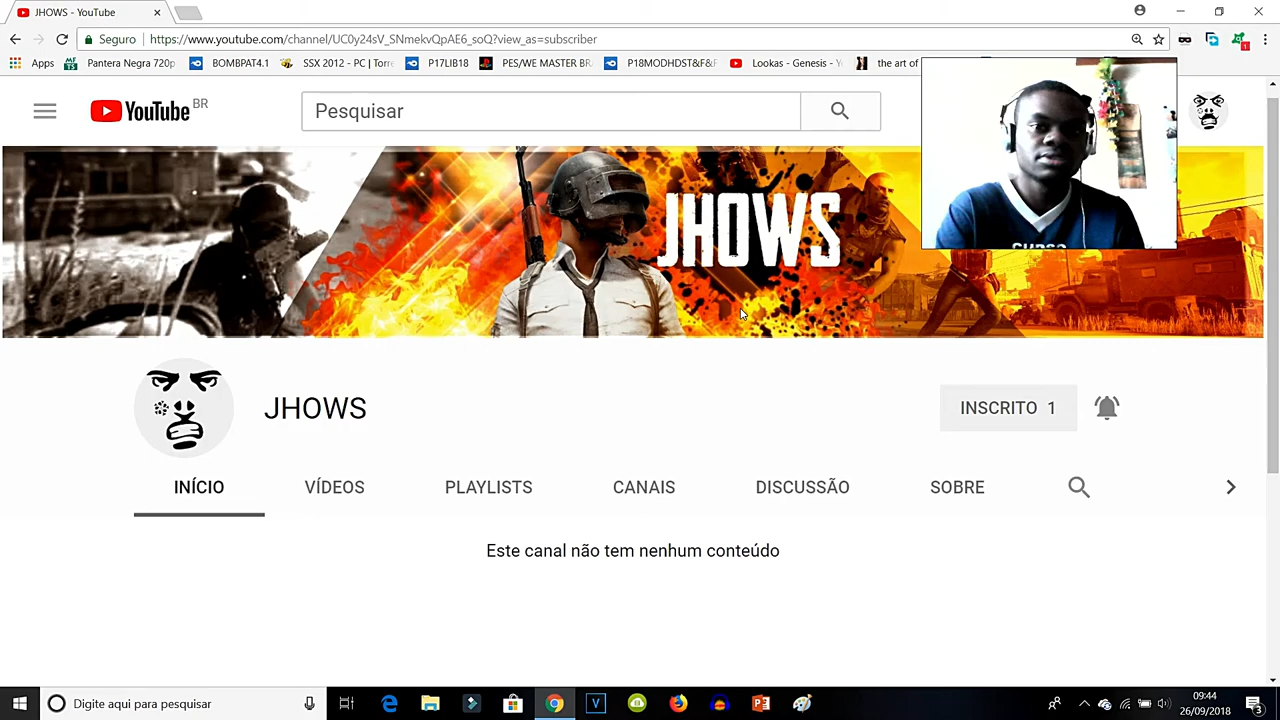 JHOWS - YouTube
Seguro
https://www.youtube.com/channel/UC0y24sV_SNmekvQpAE6_soQ?view_as=subscriber
Apps
Pantera Negra 720p
BOMBPAT4.1
SSX 2012 - PC | Torre
P17LIB18
PES/WE MASTER BR
P18MODHDST&F&F
Lookas - Genesis - Y
the art of
YouTube BR
Pesquisar
JHOWS
JHOWS
INSCRITO 1
INÍCIO
VÍDEOS
PLAYLISTS
CANAIS
DISCUSSÃO
SOBRE
Este canal não tem nenhum conteúdo
Digite aqui para pesquisar
09:44
26/09/2018
3